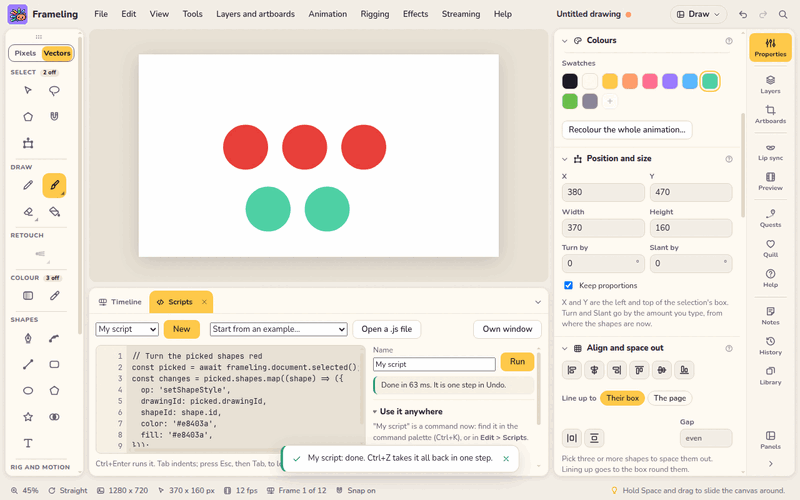 Frameling
File Edit View Tools Layers and artboards Animation Rigging Effects Streaming Help
Untitled drawing
Draw
Pixels Vectors
SELECT 2 off
DRAW
RETOUCH
COLOUR 3 off
SHAPES
RIG AND MOTION
Timeline
Scripts
My script
New
Start from an example...
Open a .js file
Own window
1 // Turn the picked shapes red
2 const picked = await frameling.document.selected()
3 const changes = picked.shapes.map((shape) => ({
4 op: 'setShapeStyle',
5 drawingId: picked.drawingId,
6 shapeId: shape.id,
7 color: '#e8403a',
8 fill: '#e8403a',
9 }));
Name
My script
Run
Done in 63 ms. It is one step in Undo.
Use it anywhere
"My script" is a command now: find it in the
command palette (Ctrl+K), or in Edit > Scripts.
Ctrl+Enter runs it. Tab indents; press Esc, then Tab, to
My script: done. Ctrl+Z takes it all back in one step.
Colours
Swatches
Recolour the whole animation...
Position and size
X Y
380 470
Width Height
370 160
Turn by Slant by
0 ° 0 °
Keep proportions
X and Y are the left and top of the selection's box.
Turn and Slant go by the amount you type, from
where the shapes are now.
Align and space out
Line up to Their box The page
Gap
even
Pick three or more shapes to space them out.
Lining up goes to the box round them.
Properties
Layers
Artboards
Lip sync
Preview
Quests
Quill
Help
Notes
History
Library
Panels
45% Straight 1280 x 720 370 x 160 px 12 fps Frame 1 of 12 Snap on
Hold Space and drag to slide the canvas around.